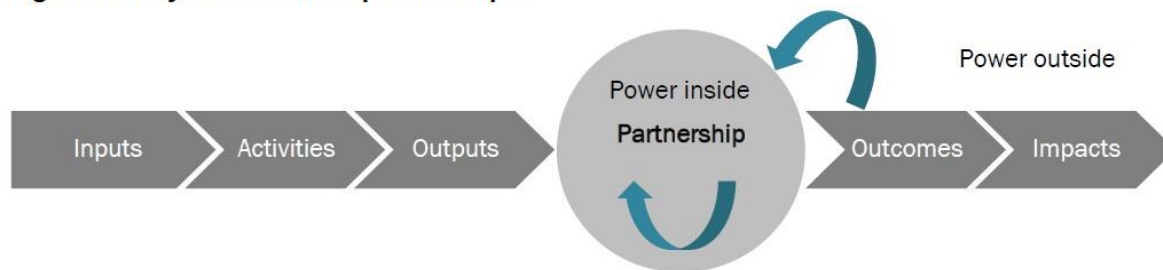 Power outside
Power inside
Partnership
Inputs
Activities
Outputs
Outcomes
Impacts